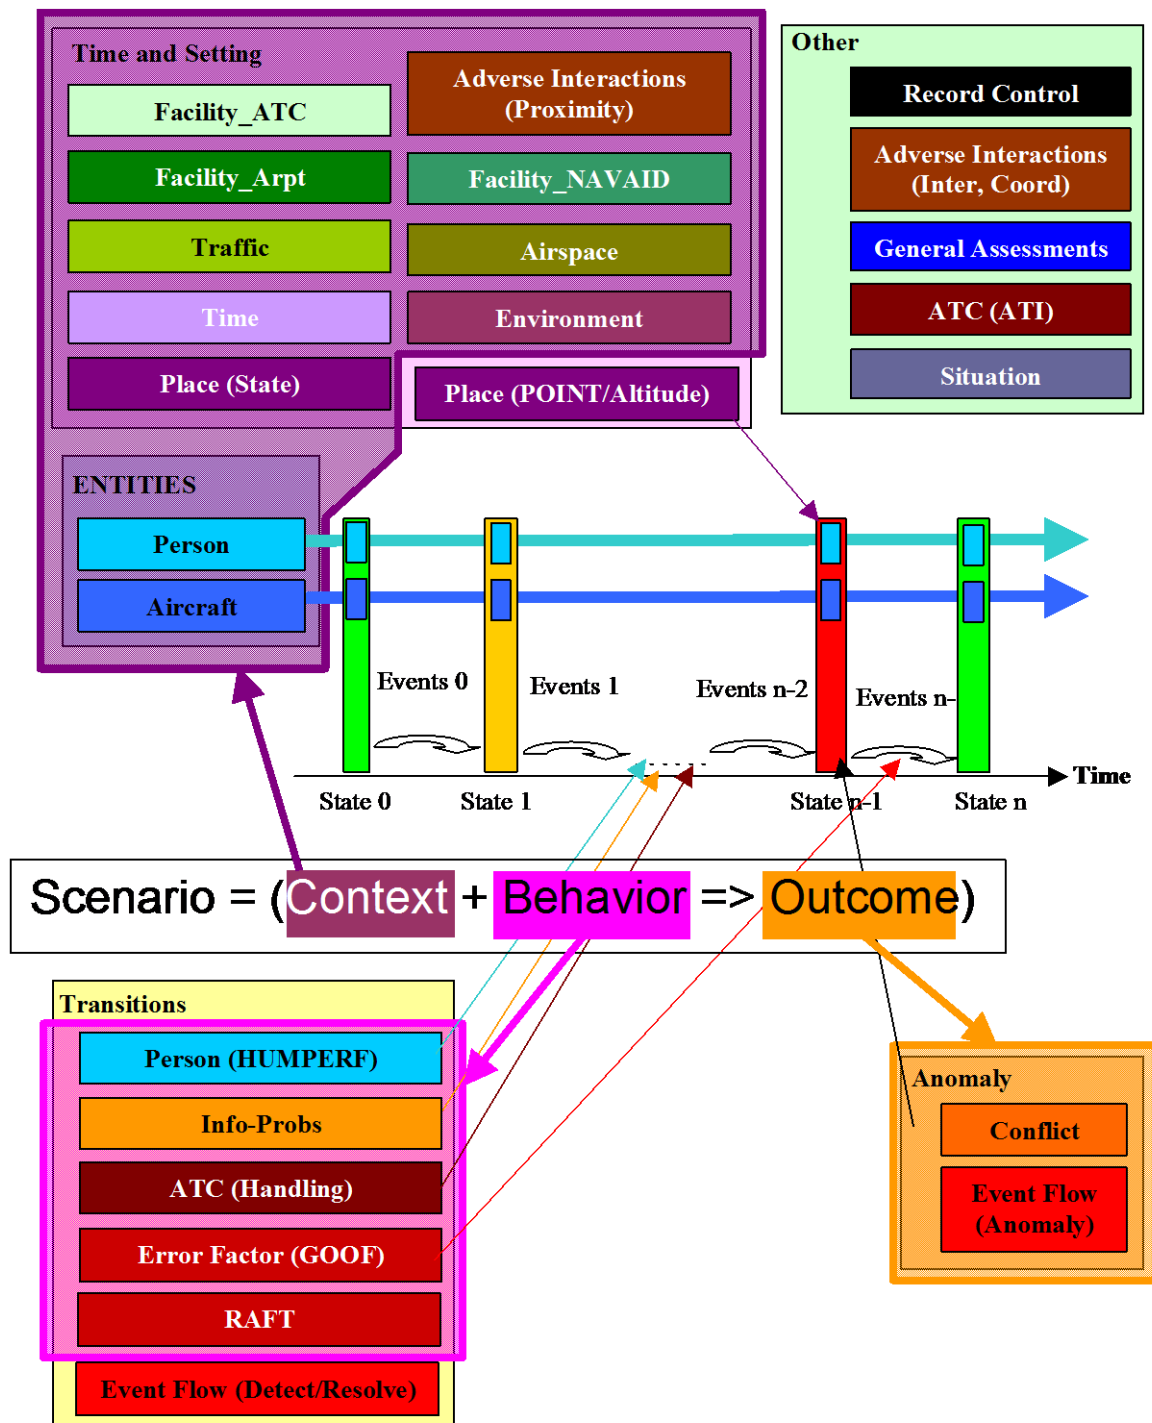 Time and Setting
Facility_ATC
Facility_Arpt
Traffic
Time
Place (State)
Adverse Interactions
(Proximity)
Facility_NAVAID
Airspace
Environment
Place (POINT/Altitude)
Other
Record Control
Adverse Interactions
(Inter, Coord)
General Assessments
ATC (ATI)
Situation
ENTITIES
Person
Aircraft
Events 0
Events 1
Events n-2
Events n-
Time
State 0
State 1
State n-1
State n
Scenario = (Context + Behavior => Outcome)
Transitions
Person (HUMPERF)
Info-Probs
ATC (Handling)
Error Factor (GOOF)
RAFT
Event Flow (Detect/Resolve)
Anomaly
Conflict
Event Flow
(Anomaly)